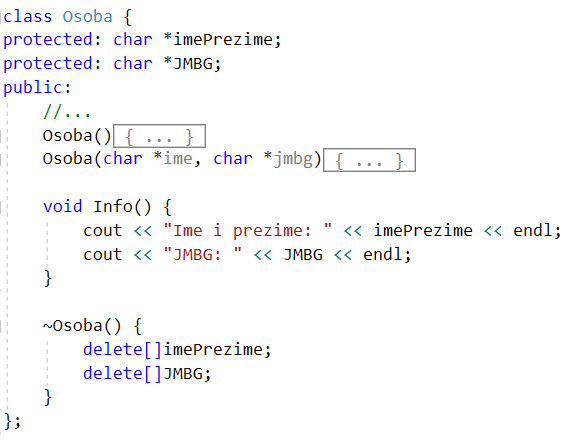 class Osoba {
protected: char *imePrezime;
protected: char *JMBG;
public:
    //...
    Osoba(){ ... }
    Osoba(char *ime, char *jmbg){ ... }

    void Info() {
        cout << "Ime i prezime: " << imePrezime << endl;
        cout << "JMBG: " << JMBG << endl;
    }

    ~Osoba() {
        delete[]imePrezime;
        delete[]JMBG;
    }
};